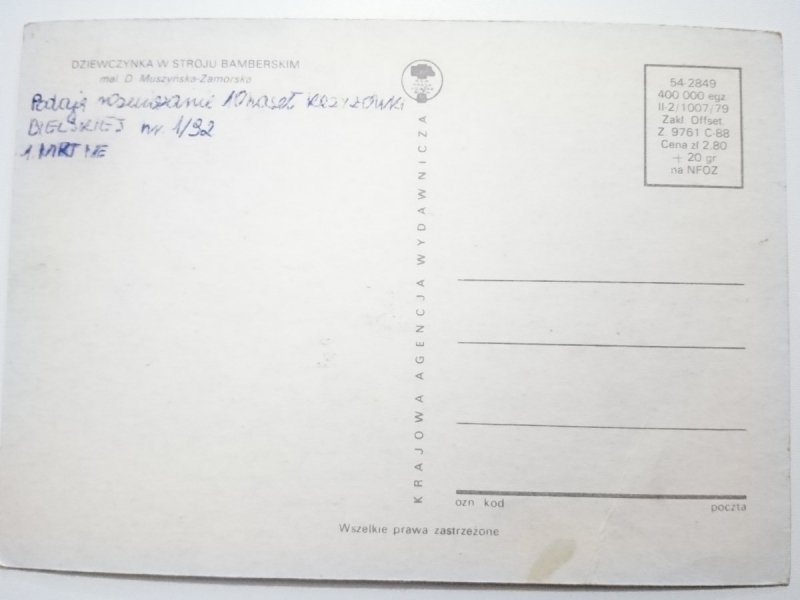 DZIEWCZYNKA W STROJU BAMBERSKIM
mal. D. Muszyńska-Zamorska
Podaję rozwiązanie 10 haseł KRZYŻÓWKI
BIELSKIEJ nr. 1/92
1.
KRAJOWA AGENCJA WYDAWNICZA
54-2849
400 000 egz.
II-2/1007/79
Zakł. Offset.
Z. 9761 C-88
Cena zł 2.80
+ 20 gr
na NFOZ
ozn. kod
poczta
Wszelkie prawa zastrzeżone